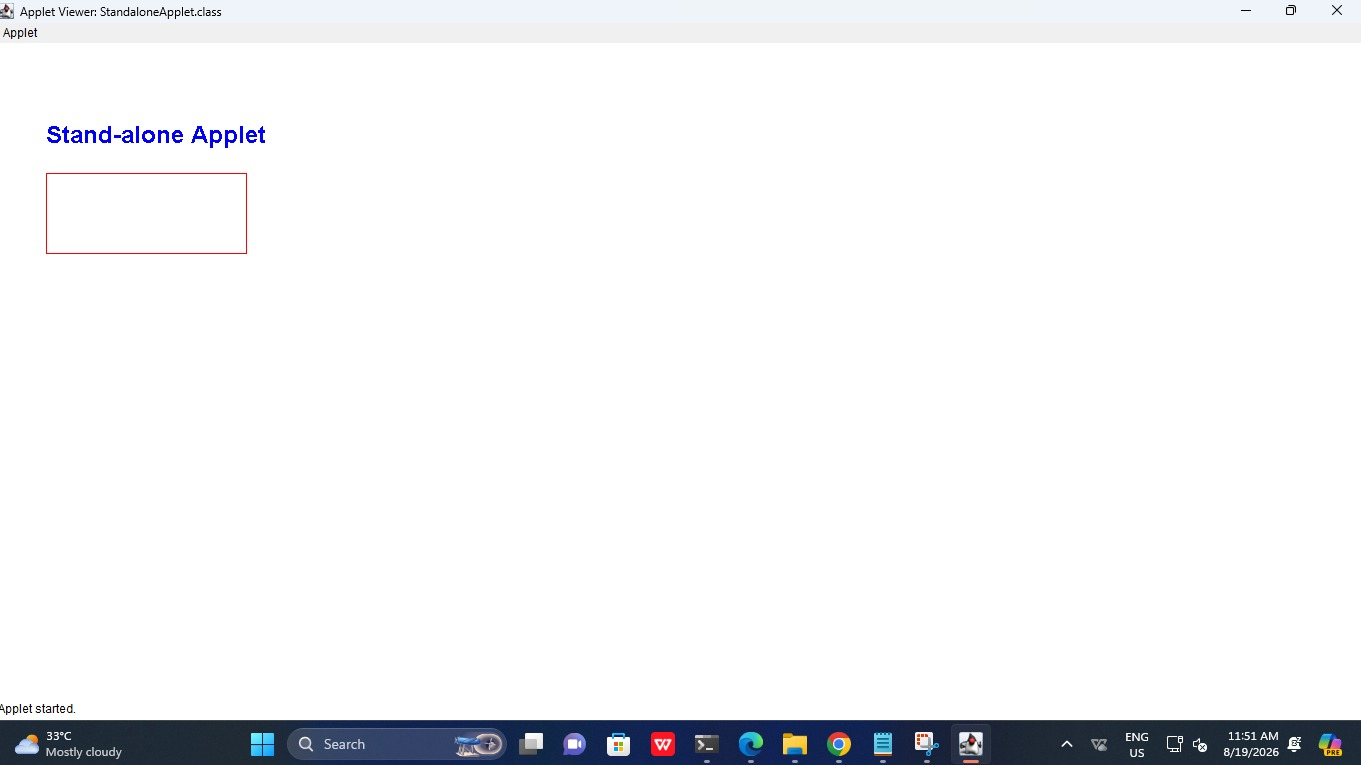 Applet Viewer: StandaloneApplet.class
Applet
Stand-alone Applet
Applet started.
33°C
Mostly cloudy
Search
ENG
US
11:51 AM
8/19/2026
PRE